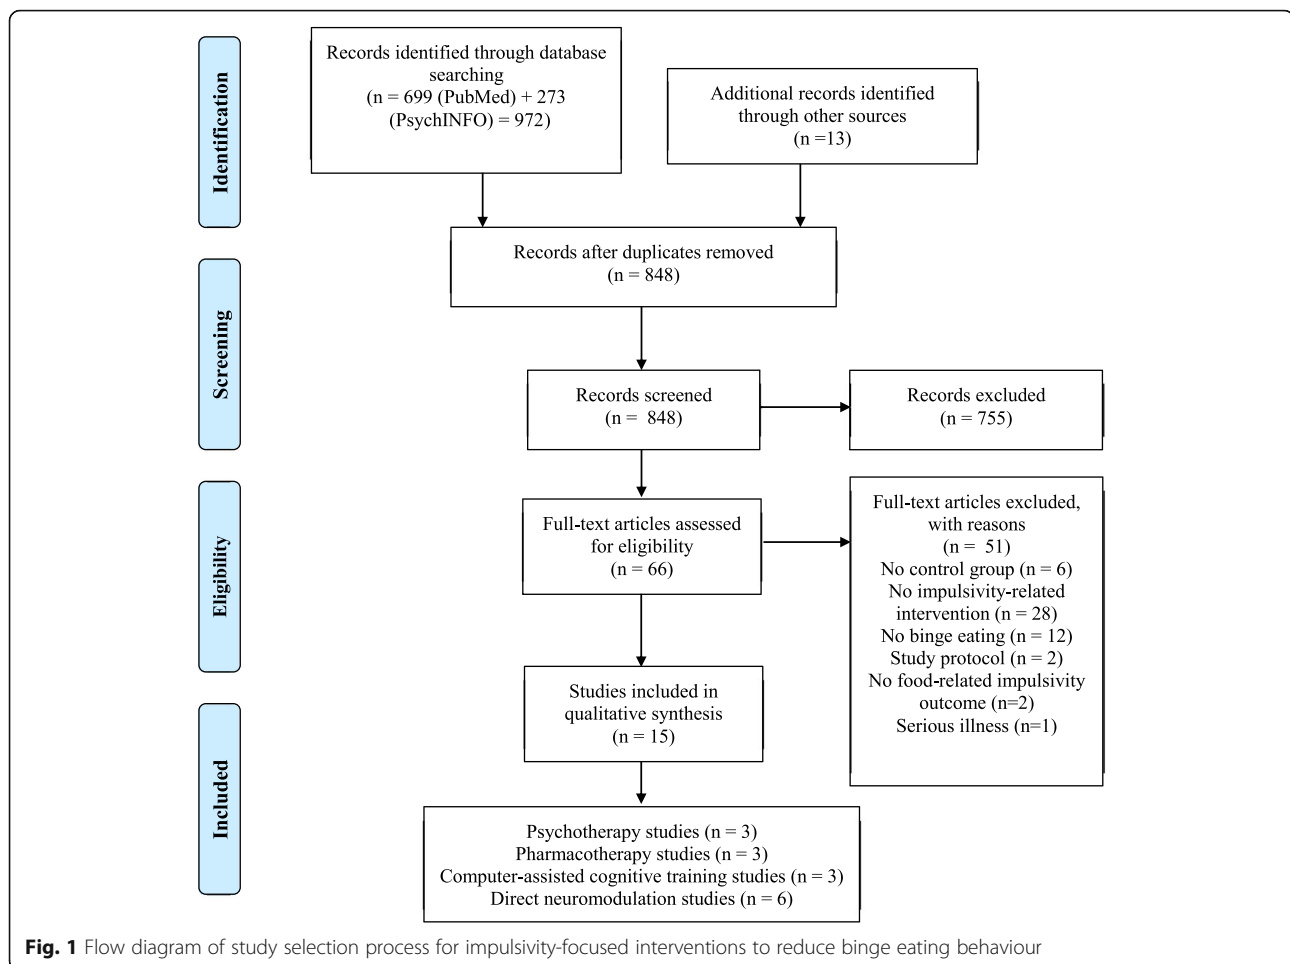 Identification
Records identified through database
searching
(n = 699 (PubMed) + 273
(PsychINFO) = 972)
Additional records identified
through other sources
(n =13)
Records after duplicates removed
(n = 848)
Screening
Records screened
(n = 848)
Records excluded
(n = 755)
Eligibility
Full-text articles assessed
for eligibility
(n = 66)
Full-text articles excluded,
with reasons
(n = 51)
No control group (n = 6)
No impulsivity-related
intervention (n = 28)
No binge eating (n = 12)
Study protocol (n = 2)
No food-related impulsivity
outcome (n=2)
Serious illness (n=1)
Included
Studies included in
qualitative synthesis
(n = 15)
Psychotherapy studies (n = 3)
Pharmacotherapy studies (n = 3)
Computer-assisted cognitive training studies (n = 3)
Direct neuromodulation studies (n = 6)
Fig. 1 Flow diagram of study selection process for impulsivity-focused interventions to reduce binge eating behaviour